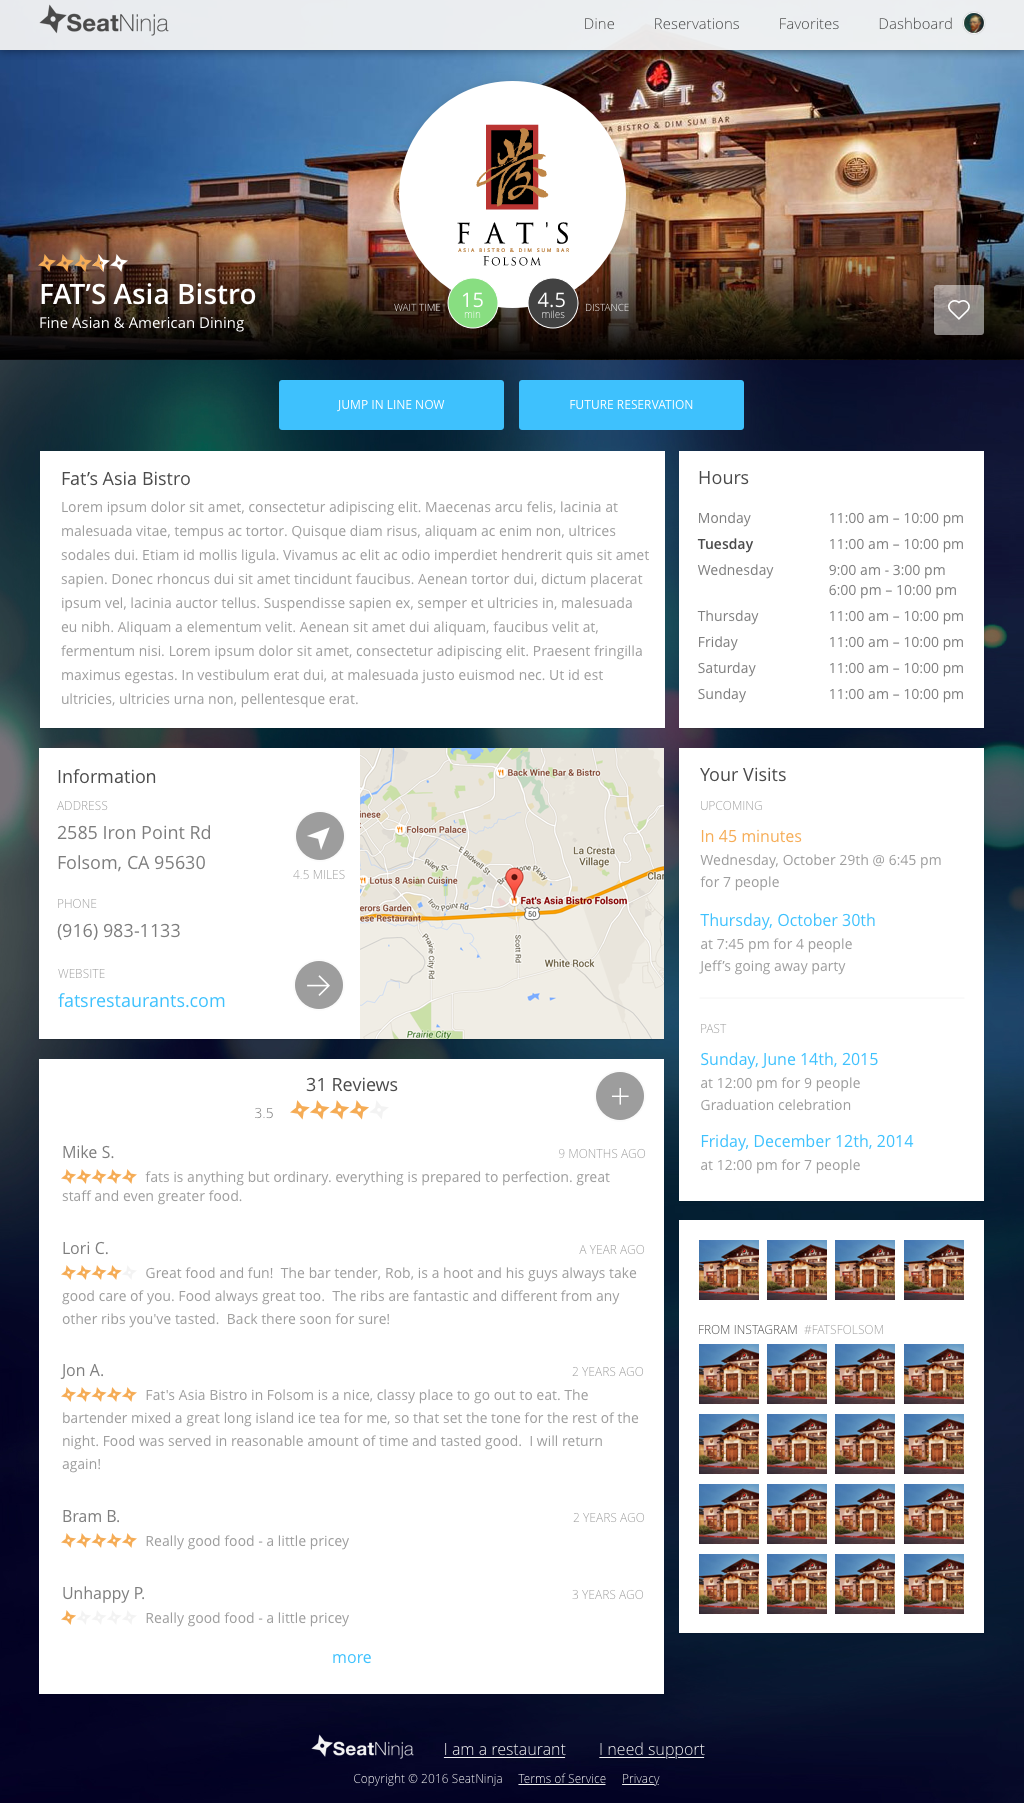 SeatNinja
Dine Reservations Favorites Dashboard
FATS
ASIA BISTRO & DIM SUM BAR
FAT'S
ASIA BISTRO & DIM SUM BAR
FOLSOM
FAT'S Asia Bistro
Fine Asian & American Dining
WAIT TIME
15
min
4.5
miles
DISTANCE
JUMP IN LINE NOW
FUTURE RESERVATION
Fat's Asia Bistro
Lorem ipsum dolor sit amet, consectetur adipiscing elit. Maecenas arcu felis, lacinia at
malesuada vitae, tempus ac tortor. Quisque diam risus, aliquam ac enim non, ultrices
sodales dui. Etiam id mollis ligula. Vivamus ac elit ac odio imperdiet hendrerit quis sit amet
sapien. Donec rhoncus dui sit amet tincidunt faucibus. Aenean tortor dui, dictum placerat
ipsum vel, lacinia auctor tellus. Suspendisse sapien ex, semper et ultricies in, malesuada
eu nibh. Aliquam a elementum velit. Aenean sit amet dui aliquam, faucibus velit at,
fermentum nisi. Lorem ipsum dolor sit amet, consectetur adipiscing elit. Praesent fringilla
maximus egestas. In vestibulum erat dui, at malesuada justo euismod nec. Ut id est
ultricies, ultricies urna non, pellentesque erat.
Hours
Monday 11:00 am – 10:00 pm
Tuesday 11:00 am – 10:00 pm
Wednesday 9:00 am - 3:00 pm
6:00 pm – 10:00 pm
Thursday 11:00 am – 10:00 pm
Friday 11:00 am – 10:00 pm
Saturday 11:00 am – 10:00 pm
Sunday 11:00 am – 10:00 pm
Information
ADDRESS
2585 Iron Point Rd
Folsom, CA 95630
4.5 MILES
PHONE
(916) 983-1133
WEBSITE
fatsrestaurants.com
Back Wine Bar & Bistro
inese
Folsom Palace
La Cresta
Village
Riley St
E Bidwell St
one Pkwy
Lotus 8 Asian Cuisine
Clar
Fat's Asia Bistro Folsom
Iron Point Rd
erors Garden
ese Restaurant
50
Prairie City Rd
Scott Rd
White Rock
Prairie City
Your Visits
UPCOMING
In 45 minutes
Wednesday, October 29th @ 6:45 pm
for 7 people
Thursday, October 30th
at 7:45 pm for 4 people
Jeff's going away party
PAST
Sunday, June 14th, 2015
at 12:00 pm for 9 people
Graduation celebration
Friday, December 12th, 2014
at 12:00 pm for 7 people
31 Reviews
3.5
Mike S. 9 MONTHS AGO
fats is anything but ordinary. everything is prepared to perfection. great
staff and even greater food.
Lori C. A YEAR AGO
Great food and fun!  The bar tender, Rob, is a hoot and his guys always take
good care of you. Food always great too.  The ribs are fantastic and different from any
other ribs you've tasted.  Back there soon for sure!
Jon A. 2 YEARS AGO
Fat's Asia Bistro in Folsom is a nice, classy place to go out to eat. The
bartender mixed a great long island ice tea for me, so that set the tone for the rest of the
night. Food was served in reasonable amount of time and tasted good.  I will return
again!
Bram B. 2 YEARS AGO
Really good food - a little pricey
Unhappy P. 3 YEARS AGO
Really good food - a little pricey
more
FROM INSTAGRAM #FATSFOLSOM
SeatNinja I am a restaurant I need support
Copyright © 2016 SeatNinja Terms of Service Privacy